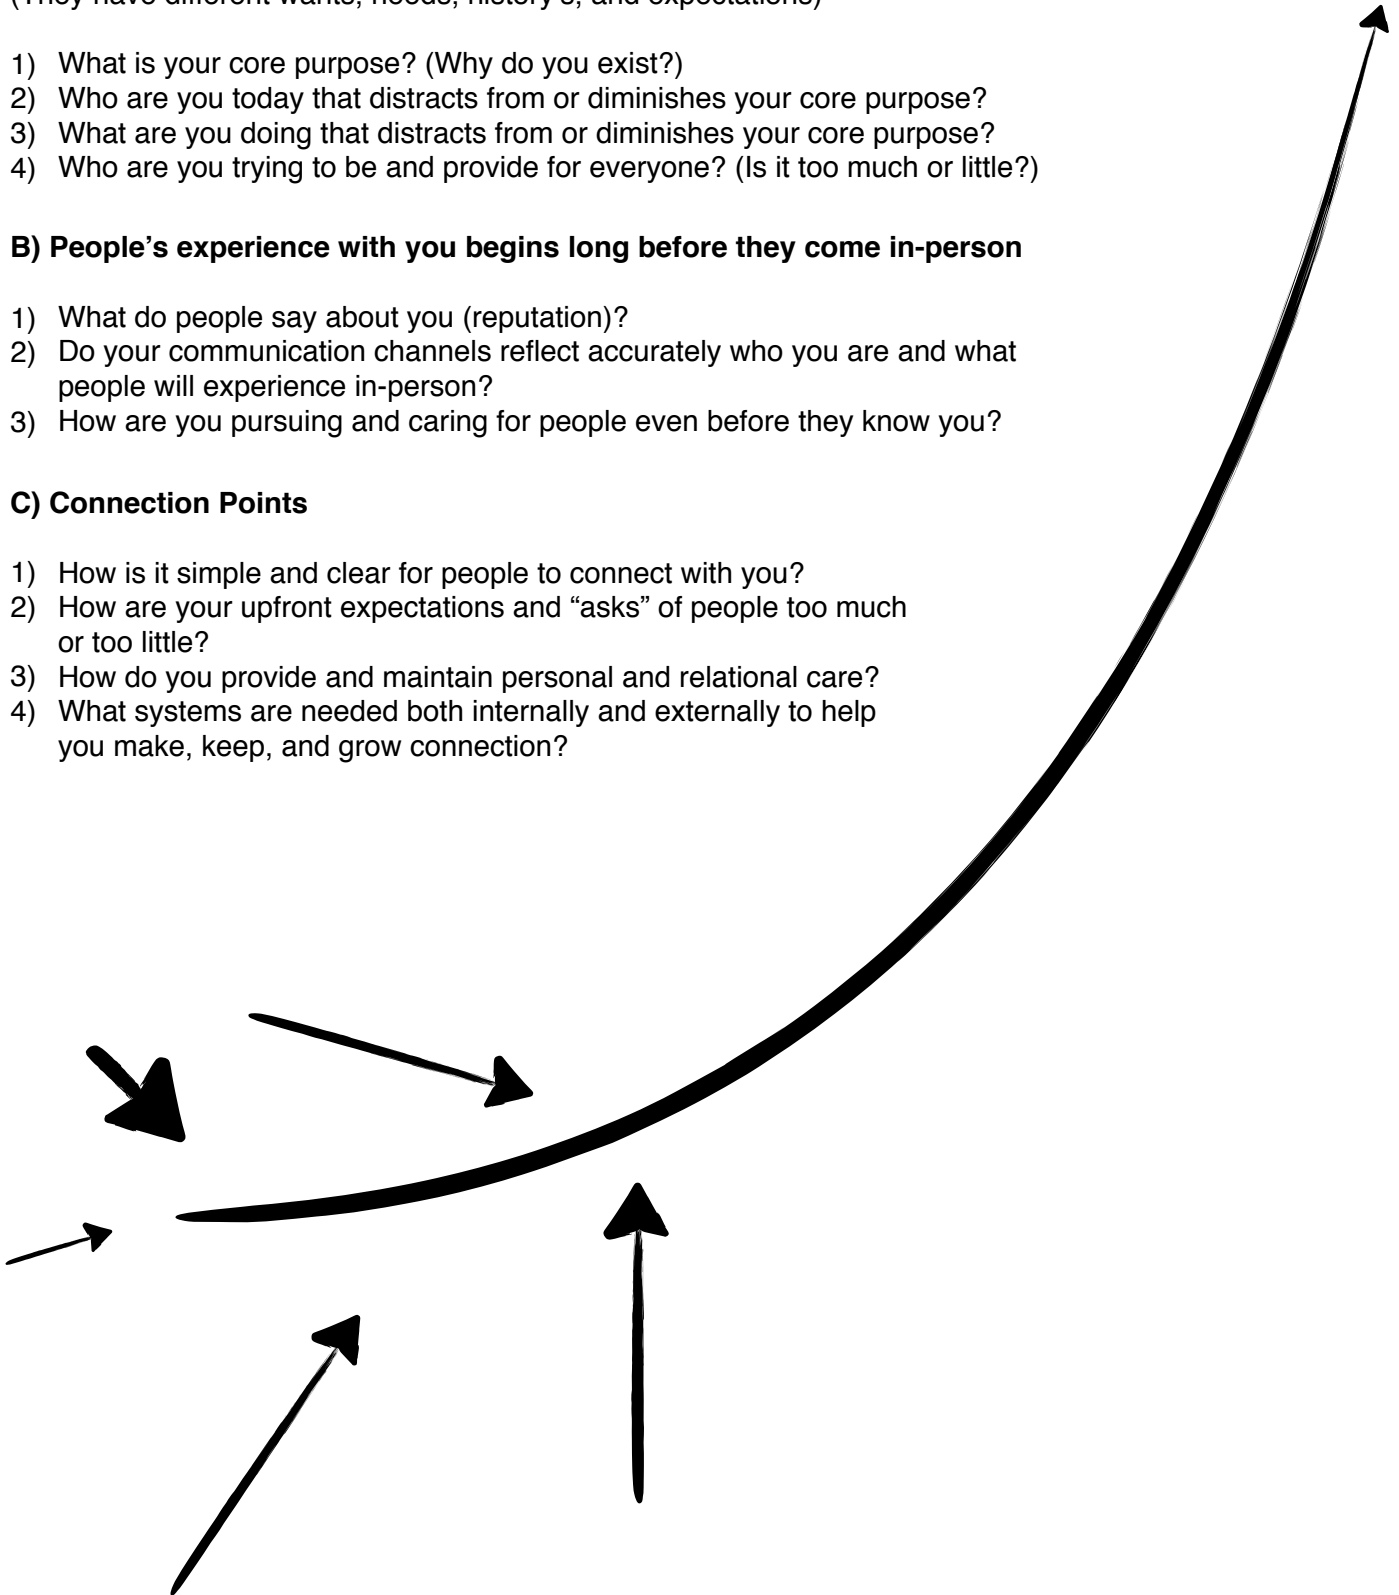 (They have different wants, needs, history's, and expectations)
1) What is your core purpose? (Why do you exist?)
2) Who are you today that distracts from or diminishes your core purpose?
3) What are you doing that distracts from or diminishes your core purpose?
4) Who are you trying to be and provide for everyone? (Is it too much or little?)
B) People’s experience with you begins long before they come in-person
1) What do people say about you (reputation)?
2) Do your communication channels reflect accurately who you are and what
people will experience in-person?
3) How are you pursuing and caring for people even before they know you?
C) Connection Points
1) How is it simple and clear for people to connect with you?
2) How are your upfront expectations and “asks” of people too much
or too little?
3) How do you provide and maintain personal and relational care?
4) What systems are needed both internally and externally to help
you make, keep, and grow connection?